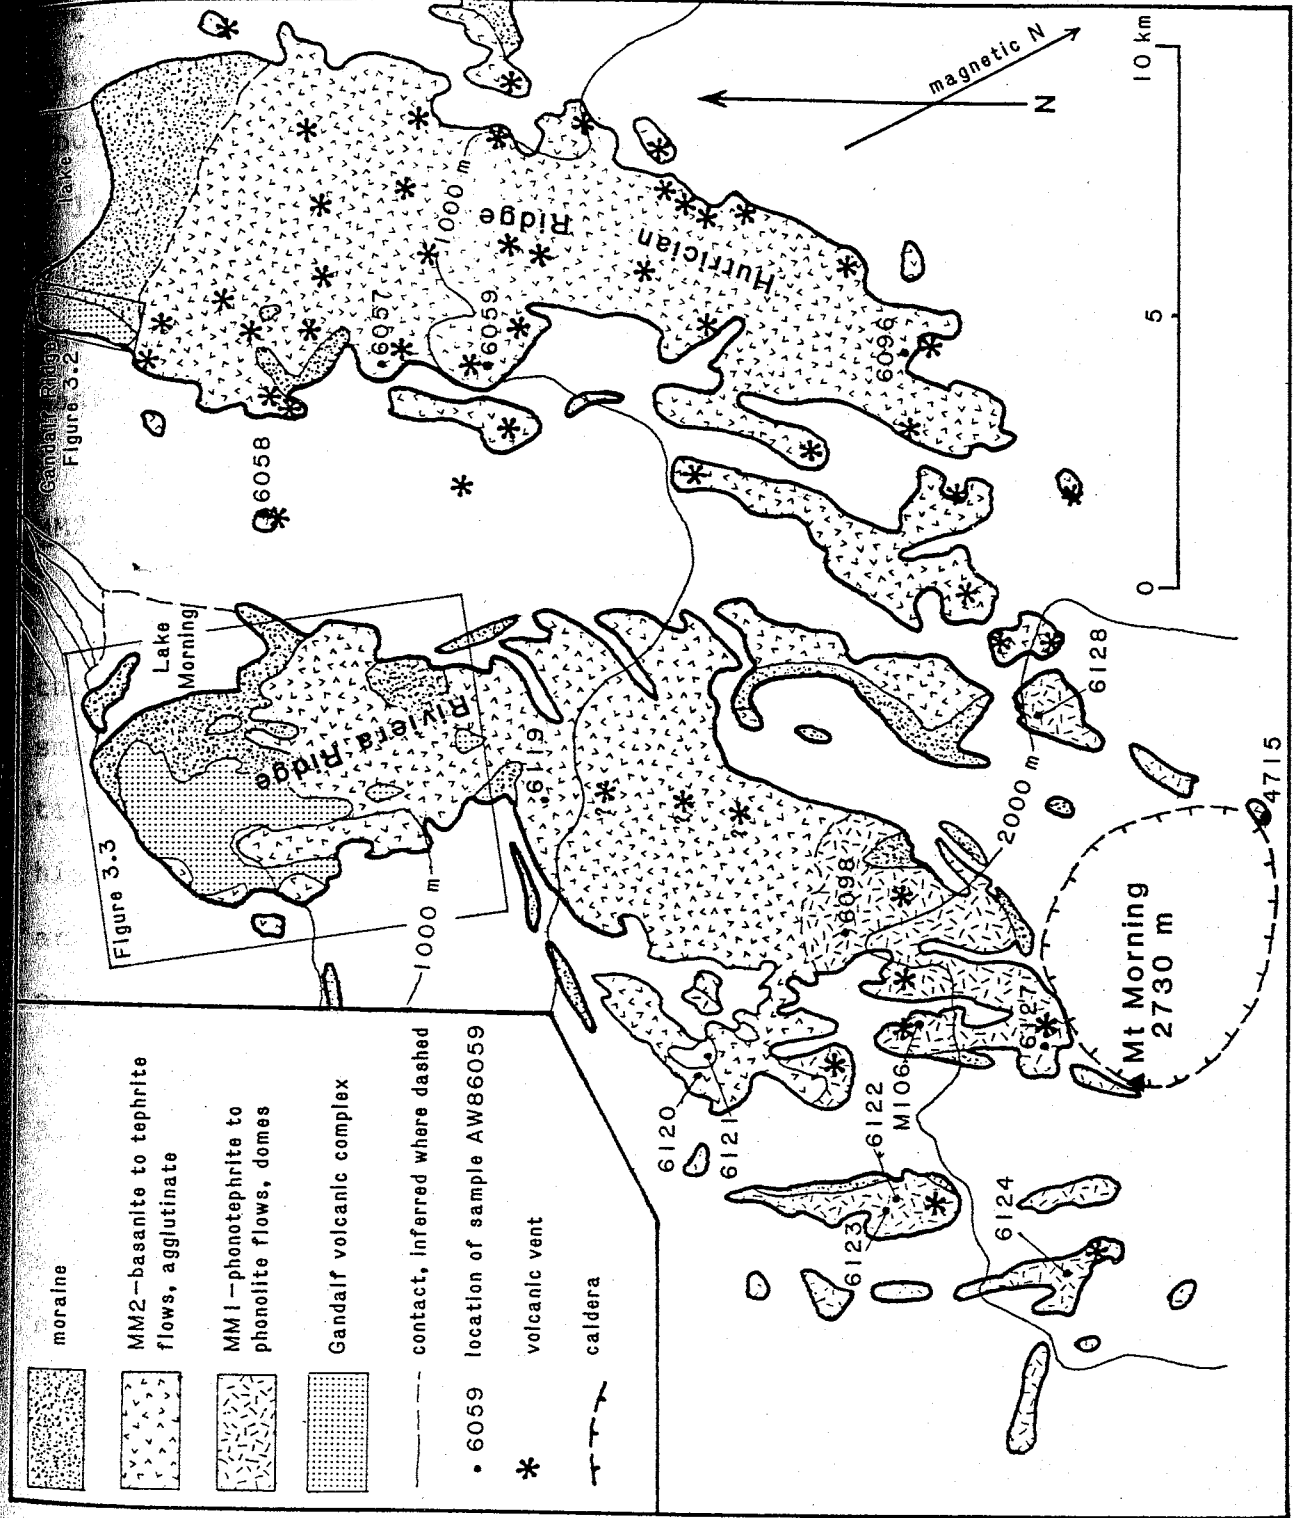 moraine
MM2—basanite to tephrite
flows, agglutinate
MM1—phonotephrite to
phonolite flows, domes
Gandalf volcanic complex
contact, inferred where dashed
• 6059 location of sample AW86059
volcanic vent
caldera
Figure 3.3
Lake
Morning
Riviera Ridge
1000 m
Gandalf Ridge
Figure 3.2
Lake
6058
6057
6059
1000 m
Hurrician
Ridge
6096
magnetic N
N
0
5
10 km
6119
6098
6120
6121
6122
M106
6123
6124
6127
6128
2000 m
4715
Mt Morning
2730 m